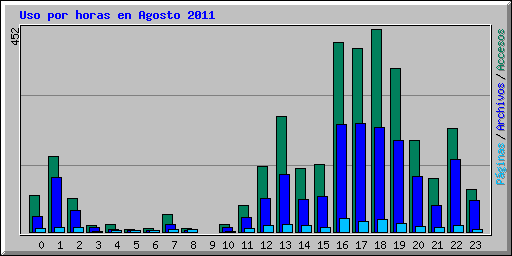 Uso por horas en Agosto 2011
452
Páginas / Archivos / Accesos
0 1 2 3 4 5 6 7 8 9 10 11 12 13 14 15 16 17 18 19 20 21 22 23